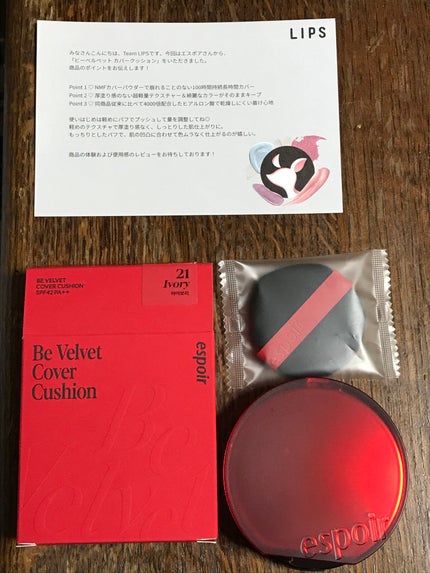 LIPS
みなさんこんにちは、Team LIPSです。今回はエスポアさんから、
「ビーベルベット カバークッション」をいただきました。
商品のポイントをお伝えします！
Point 1 ♡ NMFカバーパウダーで崩れることのない100時間持続長時間カバー
Point 2 ♡ 厚塗り感のない超軽量テクスチャー&綺麗なカラーがそのままキープ
Point 3 ♡ 同商品従来に比べて4000倍配合したヒアルロン酸で乾燥しにくい着け心地
使いはじめは軽めにパフでプッシュして量を調整してね◎
軽めのテクスチャで厚塗り感なく、しっとりした肌仕上がりに。
もっちりとしたパフで、肌の凹凸に合わせて色ムラなく仕上がるのが嬉しい。
商品の体験および使用感のレビューをお待ちしております！
BE VELVET
COVER CUSHION
SPF42 PA++
21
Ivory
아이보리
espoir
Be Velvet
Cover
Cushion
Be
Velvet
espoir
espoir